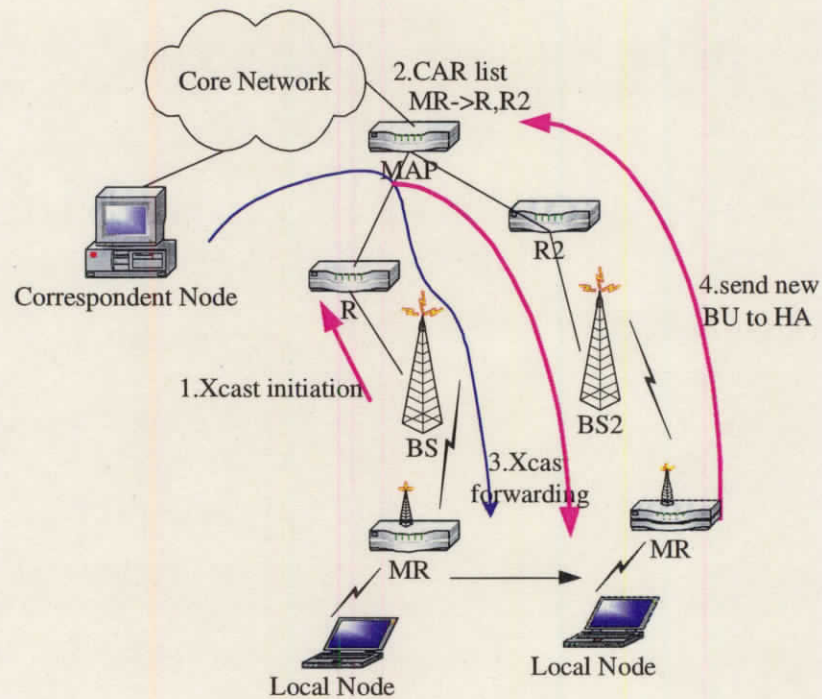 Core Network
2.CAR list
MR->R,R2
MAP
R2
Correspondent Node
R
4.send new
BU to HA
1.Xcast initiation
BS
BS2
3.Xcas
forwarding
MR
MR
Local Node
Local Node